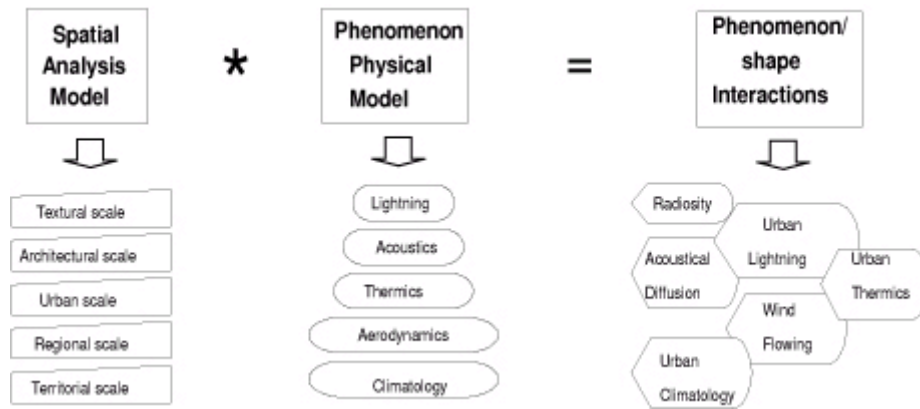 Spatial
Analysis
Model
*
Phenomenon
Physical
Model
=
Phenomenon/
shape
Interactions
Textural scale
Architectural scale
Urban scale
Regional scale
Territorial scale
Lightning
Acoustics
Thermics
Aerodynamics
Climatology
Radiosity
Urban
Lightning
Acoustical
Diffusion
Urban
Thermics
Wind
Flowing
Urban
Climatology